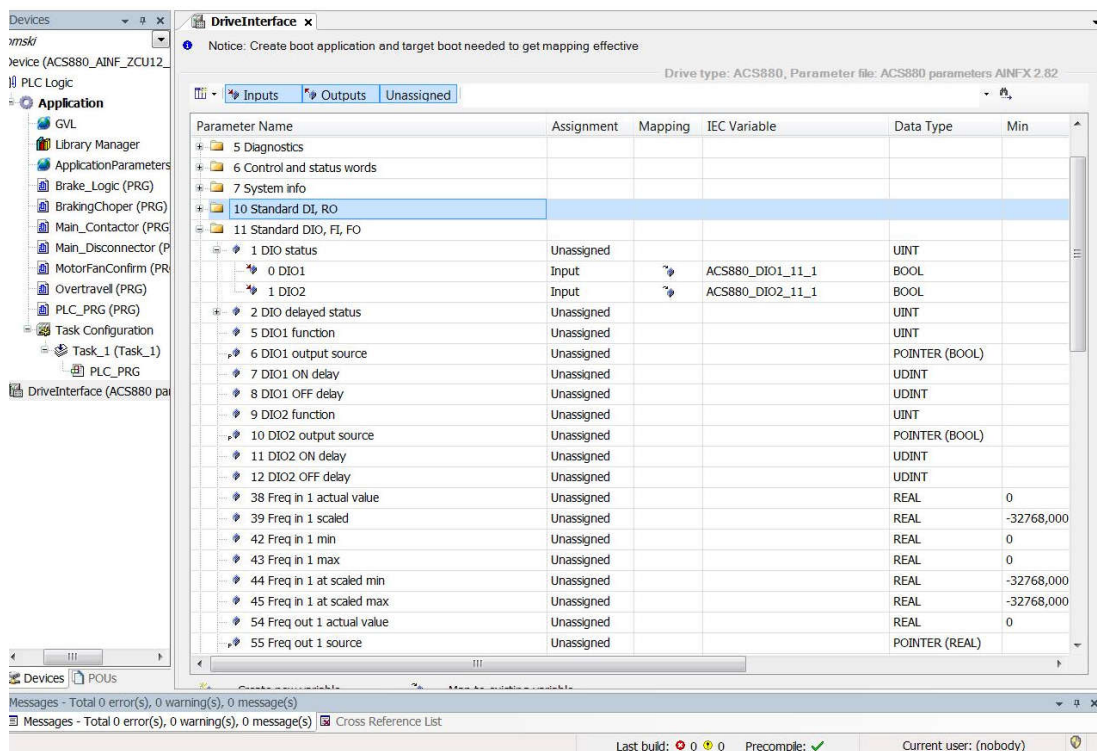 Devices
DriveInterface x
omski
Notice: Create boot application and target boot needed to get mapping effective
Device (ACS880_AINF_ZCU12_
Drive type: ACS880, Parameter file: ACS880 parameters AINFX 2.82
PLC Logic
Application
GVL
Library Manager
ApplicationParameters
Brake_Logic (PRG)
BrakingChoper (PRG)
Main_Contactor (PRG
Main_Disconnector (P
MotorFanConfirm (PR
Overtravell (PRG)
PLC_PRG (PRG)
Task Configuration
Task_1 (Task_1)
PLC_PRG
DriveInterface (ACS880 par
Inputs Outputs Unassigned
Parameter Name Assignment Mapping IEC Variable Data Type Min
5 Diagnostics
6 Control and status words
7 System info
10 Standard DI, RO
11 Standard DIO, FI, FO
1 DIO status Unassigned UINT
0 DIO1 Input ACS880_DIO1_11_1 BOOL
1 DIO2 Input ACS880_DIO2_11_1 BOOL
2 DIO delayed status Unassigned UINT
5 DIO1 function Unassigned UINT
6 DIO1 output source Unassigned POINTER (BOOL)
7 DIO1 ON delay Unassigned UDINT
8 DIO1 OFF delay Unassigned UDINT
9 DIO2 function Unassigned UINT
10 DIO2 output source Unassigned POINTER (BOOL)
11 DIO2 ON delay Unassigned UDINT
12 DIO2 OFF delay Unassigned UDINT
38 Freq in 1 actual value Unassigned REAL 0
39 Freq in 1 scaled Unassigned REAL -32768,000
42 Freq in 1 min Unassigned REAL 0
43 Freq in 1 max Unassigned REAL 0
44 Freq in 1 at scaled min Unassigned REAL -32768,000
45 Freq in 1 at scaled max Unassigned REAL -32768,000
54 Freq out 1 actual value Unassigned REAL 0
55 Freq out 1 source Unassigned POINTER (REAL)
Devices POUs
Messages - Total 0 error(s), 0 warning(s), 0 message(s)
Messages - Total 0 error(s), 0 warning(s), 0 message(s) Cross Reference List
Last build: 0 0 Precompile: Current user: (nobody)